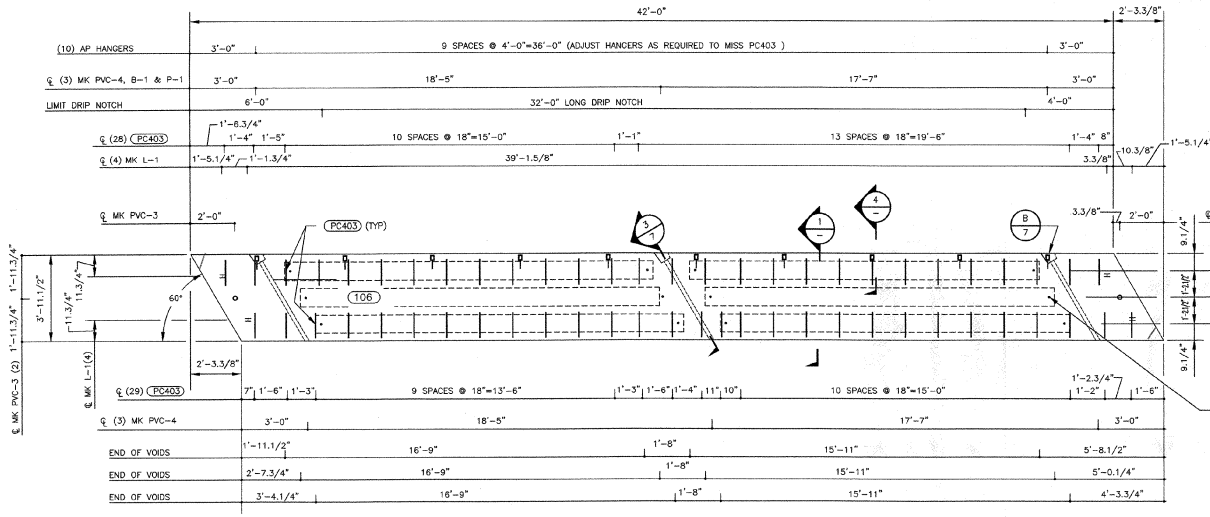 42'-0" 2'-3.3/8"
(10) AP HANGERS 3'-0" 9 SPACES @ 4'-0"=36'-0" (ADJUST HANGERS AS REQUIRED TO MISS PC403 ) 3'-0"
℄ (3) MK PVC-4, B-1 & P-1 3'-0" 18'-5" 17'-7" 3'-0"
LIMIT DRIP NOTCH 6'-0" 32'-0" LONG DRIP NOTCH 4'-0"
1'-6.3/4"
℄ (28) PC403 1'-4" 1'-5" 10 SPACES @ 18"=15'-0" 1'-1" 13 SPACES @ 18"=19'-6" 1'-4" 8"
℄ (4) MK L-1 1'-5.1/4" 1'-1.3/4" 39'-1.5/8" 3.3/8" 10.3/8" 1'-5.1/4"
℄ MK PVC-3 2'-0" PC403 (TYP) 3 7 1 - 4 - B 7 3.3/8" 2'-0"
9.1/4"
1'-2.1/2"
1'-2.1/2"
9.1/4"
℄ MK PVC-3 (2) 1'-11.3/4" 1'-11.3/4"
3'-11.1/2"
℄ MK L-1(4) 11.3/4" 11.3/4"
60°
H H
106
H H
2'-3.3/8"
1'-2.3/4"
℄ (29) PC403 7" 1'-6" 1'-3" 9 SPACES @ 18"=13'-6" 1'-3" 1'-6" 1'-4" 11" 10" 10 SPACES @ 18"=15'-0" 1'-2" 1'-6"
℄ (3) MK PVC-4 3'-0" 18'-5" 17'-7" 3'-0"
END OF VOIDS 1'-11.1/2" 16'-9" 1'-8" 15'-11" 5'-8.1/2"
END OF VOIDS 2'-7.3/4" 16'-9" 1'-8" 15'-11" 5'-0.1/4"
END OF VOIDS 3'-4.1/4" 16'-9" 1'-8" 15'-11" 4'-3.3/4"